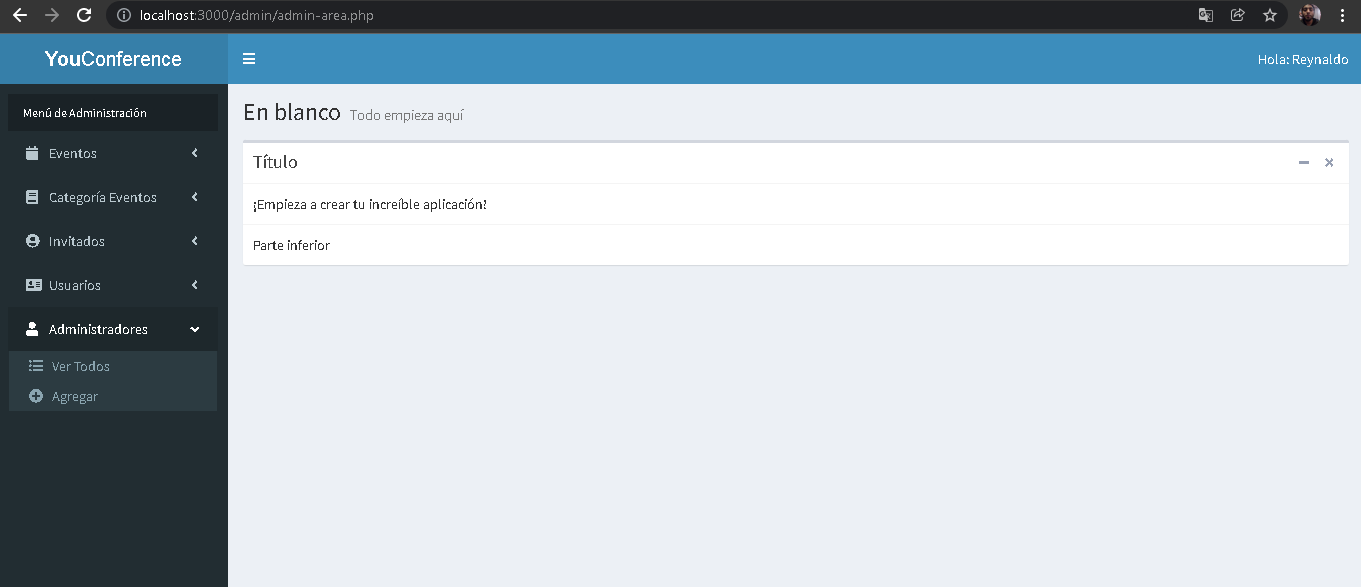 localhost:3000/admin/admin-area.php
YouConference
Hola: Reynaldo
Menú de Administración
Eventos
Categoría Eventos
Invitados
Usuarios
Administradores
Ver Todos
Agregar
En blanco Todo empieza aquí
Título
¡Empieza a crear tu increíble aplicación?
Parte inferior